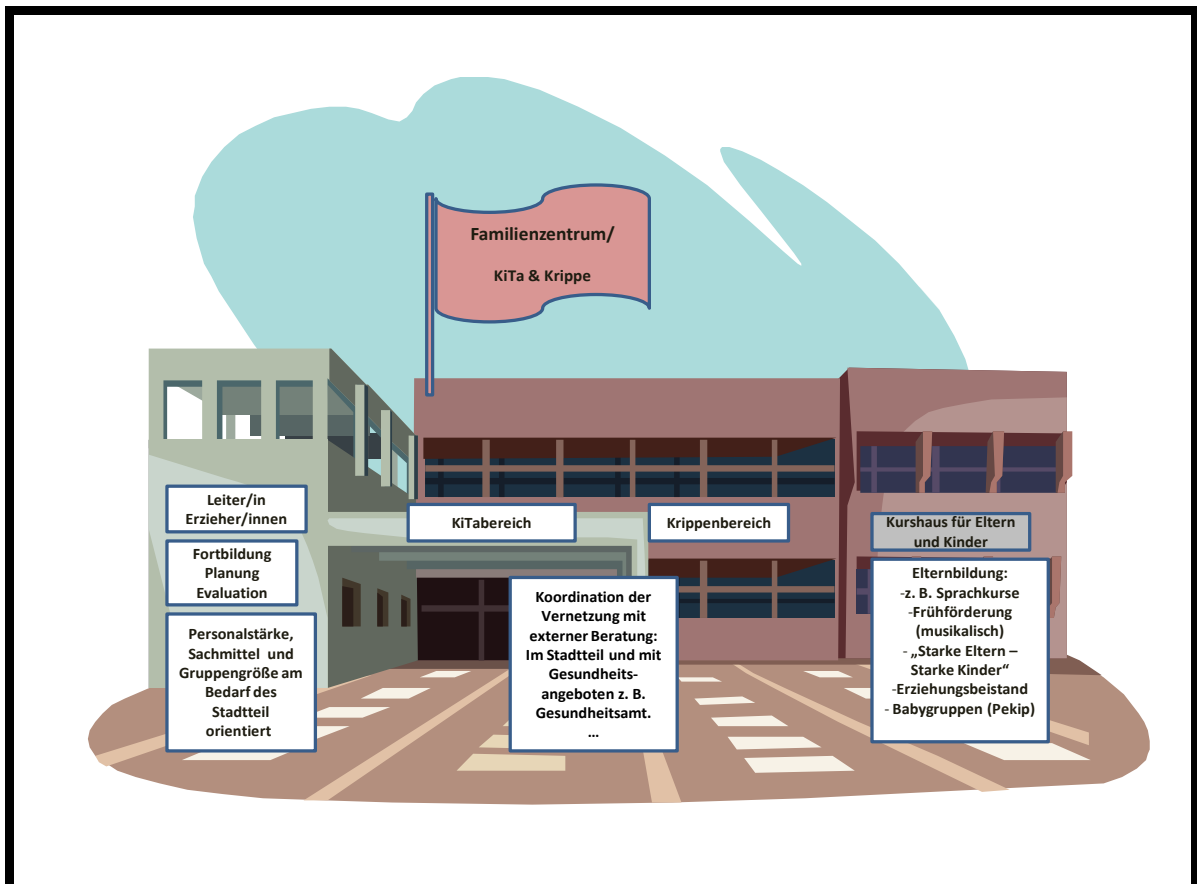 Familienzentrum/
KiTa & Krippe
Leiter/in
Erzieher/innen
Fortbildung
Planung
Evaluation
Personalstärke,
Sachmittel und
Gruppengröße am
Bedarf des
Stadtteil
orientiert
KiTabereich
Krippenbereich
Koordination der
Vernetzung mit
externer Beratung:
Im Stadtteil und mit
Gesundheits-
angeboten z. B.
Gesundheitsamt.
...
Kurshaus für Eltern
und Kinder
Elternbildung:
-z. B. Sprachkurse
-Frühförderung
(musikalisch)
- „Starke Eltern –
Starke Kinder“
-Erziehungsbeistand
- Babygruppen (Pekip)